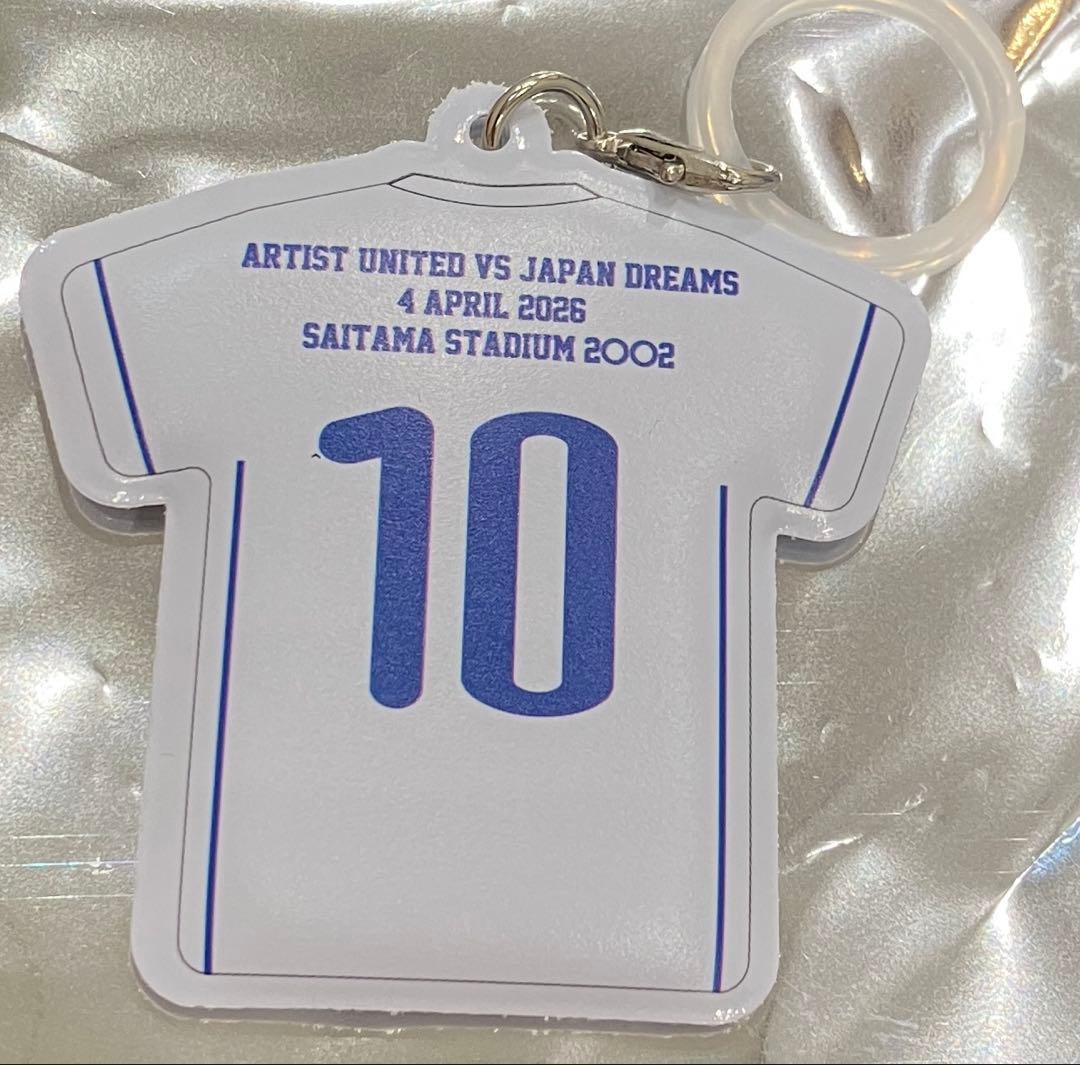 ARTIST UNITED VS JAPAN DREAMS
4 APRIL 2026
SAITAMA STADIUM 2002
10